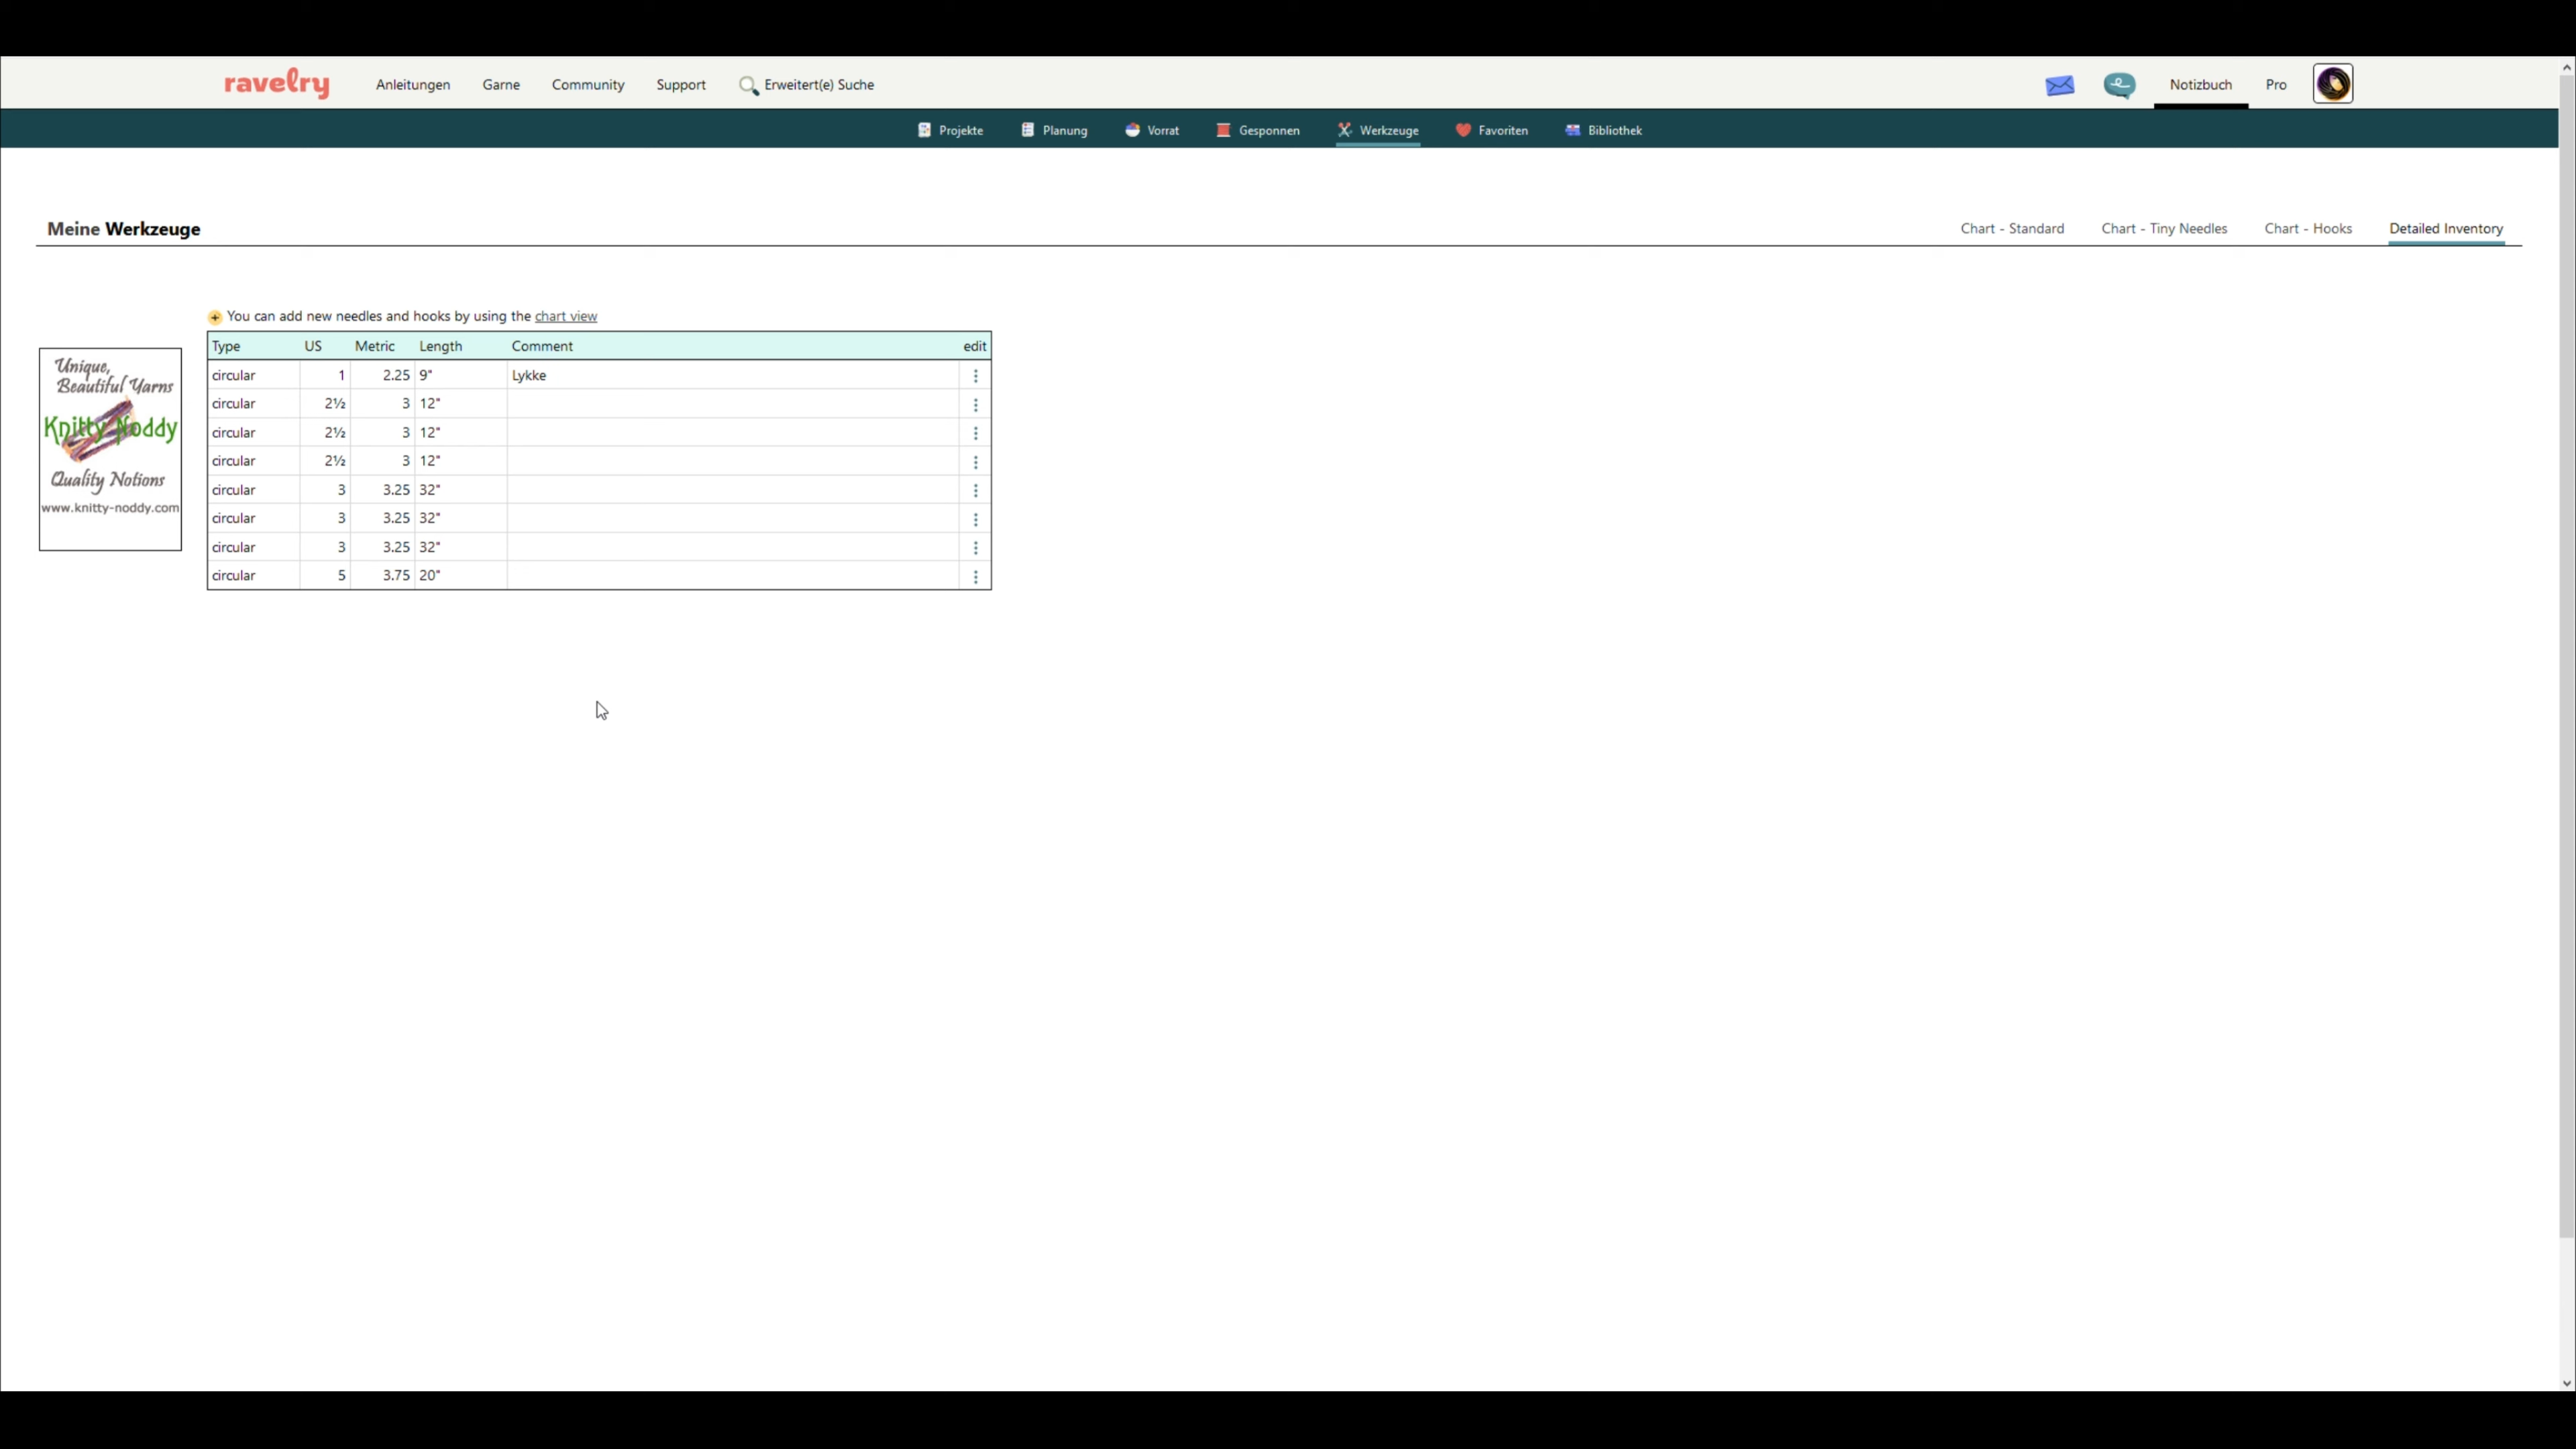 ravelry Anleitungen Garne Community Support Erweitert(e) Suche Notizbuch Pro
Projekte Planung Vorrat Gesponnen Werkzeuge Favoriten Bibliothek
Meine Werkzeuge Chart - Standard Chart - Tiny Needles Chart - Hooks Detailed Inventory
Unique,
Beautiful Yarns
Knitty Noddy
Quality Notions
www.knitty-noddy.com
You can add new needles and hooks by using the chart view
Type US Metric Length Comment edit
circular 1 2.25 9" Lykke
circular 2½ 3 12"
circular 2½ 3 12"
circular 2½ 3 12"
circular 3 3.25 32"
circular 3 3.25 32"
circular 3 3.25 32"
circular 5 3.75 20"